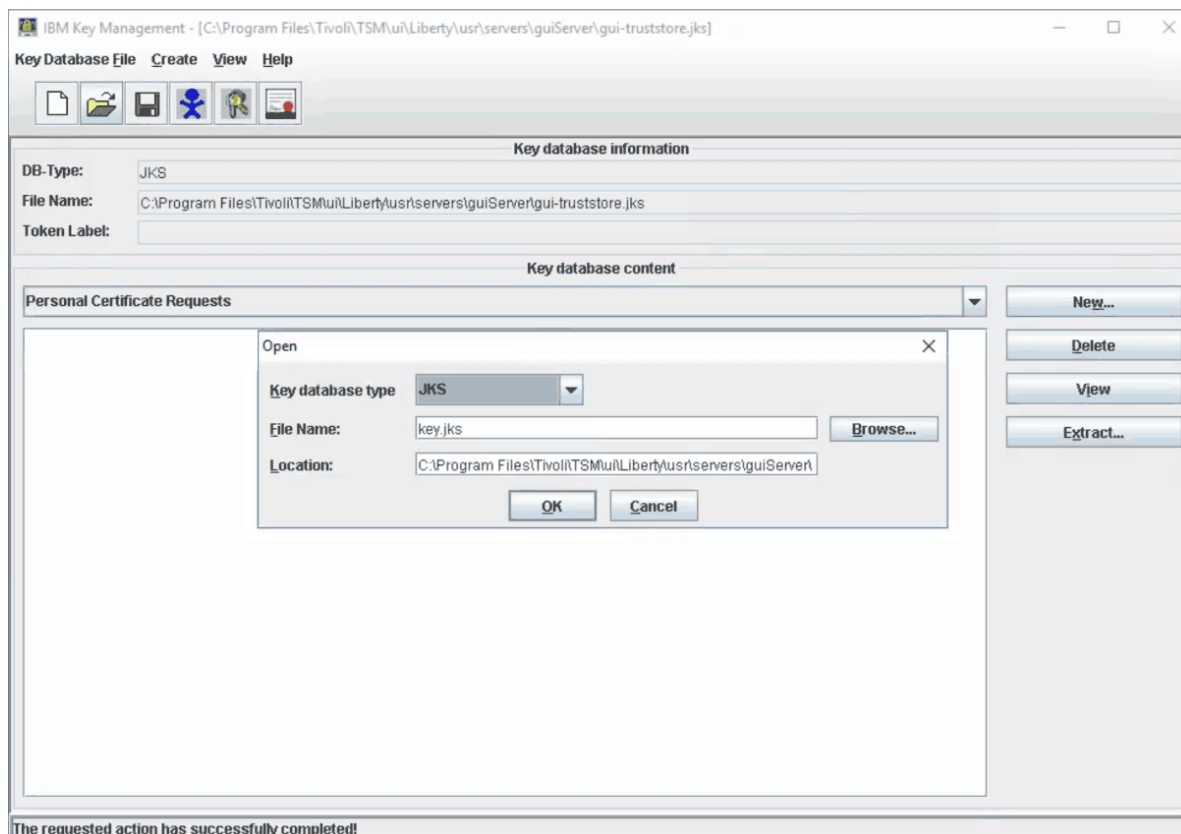 IBM Key Management - [C:\Program Files\Tivoli\TSM\ui\Liberty\usr\servers\guiServer\gui-truststore.jks]
Key Database File Create View Help
Key database information
DB-Type: JKS
File Name: C:\Program Files\Tivoli\TSM\ui\Liberty\usr\servers\guiServer\gui-truststore.jks
Token Label:
Key database content
Personal Certificate Requests
New...
Open
Delete
Key database type JKS
View
File Name: key.jks Browse...
Extract...
Location: C:\Program Files\Tivoli\TSM\ui\Liberty\usr\servers\guiServer\
OK Cancel
The requested action has successfully completed!